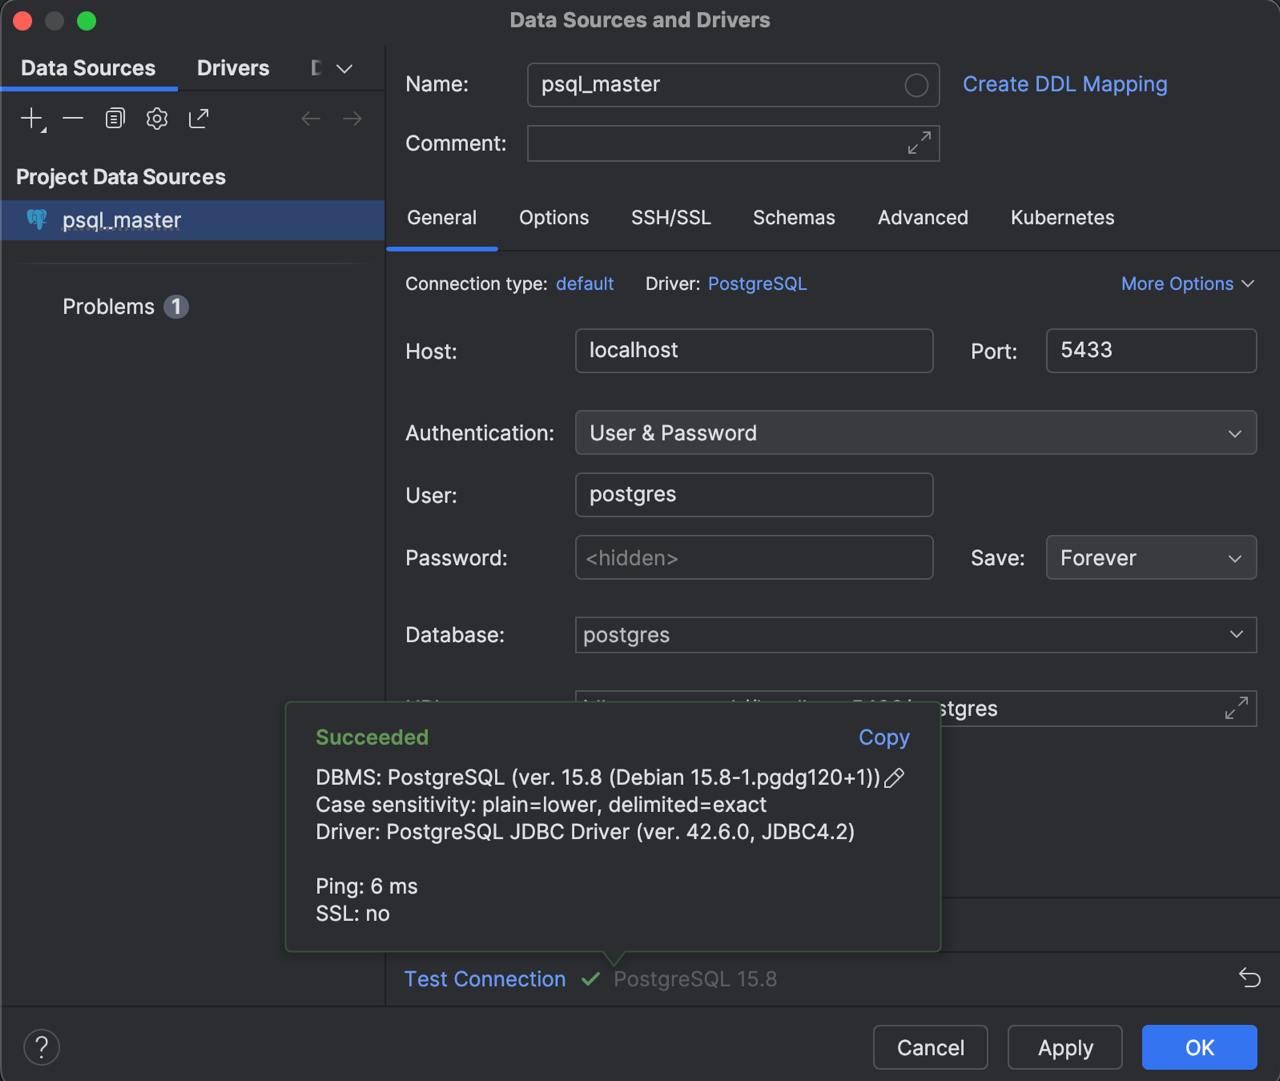 Data Sources and Drivers
Data Sources
Drivers
Project Data Sources
psql_master
Problems 1
Name: psql_master
Create DDL Mapping
Comment:
General Options SSH/SSL Schemas Advanced Kubernetes
Connection type: default Driver: PostgreSQL
More Options
Host: localhost
Port: 5433
Authentication: User & Password
User: postgres
Password: <hidden>
Save: Forever
Database: postgres
stgres
Succeeded
Copy
DBMS: PostgreSQL (ver. 15.8 (Debian 15.8-1.pgdg120+1))
Case sensitivity: plain=lower, delimited=exact
Driver: PostgreSQL JDBC Driver (ver. 42.6.0, JDBC4.2)
Ping: 6 ms
SSL: no
Test Connection PostgreSQL 15.8
?
Cancel
Apply
OK